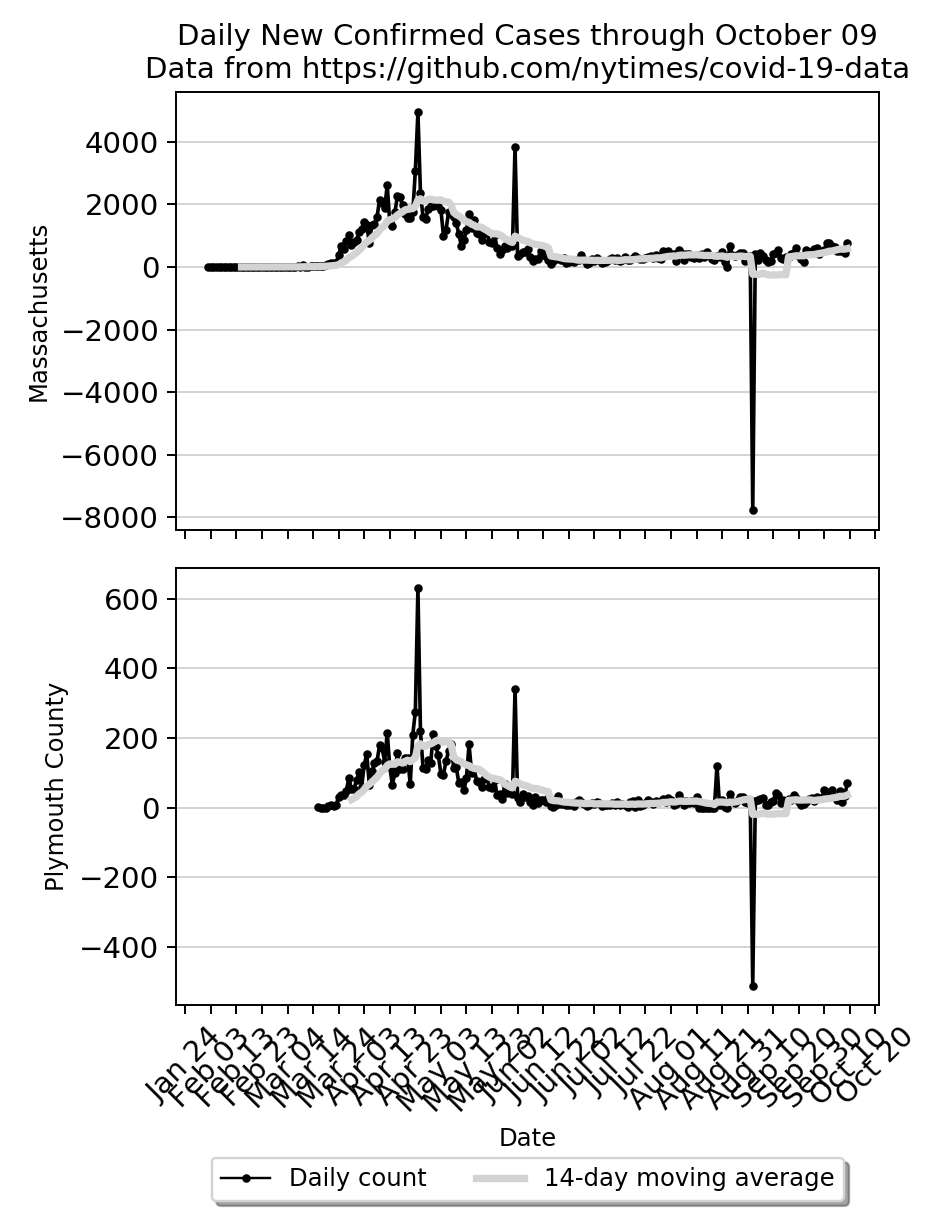 Daily New Confirmed Cases through October 09
Data from https://github.com/nytimes/covid-19-data
4000
2000
0
−2000
−4000
−6000
−8000
Massachusetts
600
400
200
0
−200
−400
Plymouth County
Jan 24
Feb 03
Feb 13
Feb 23
Mar 04
Mar 14
Mar 24
Apr 03
Apr 13
Apr 23
May 03
May 13
May 23
Jun 02
Jun 12
Jun 22
Jul 02
Jul 12
Jul 22
Aug 01
Aug 11
Aug 21
Aug 31
Sep 10
Sep 20
Sep 30
Oct 10
Oct 20
Date
Daily count
14-day moving average